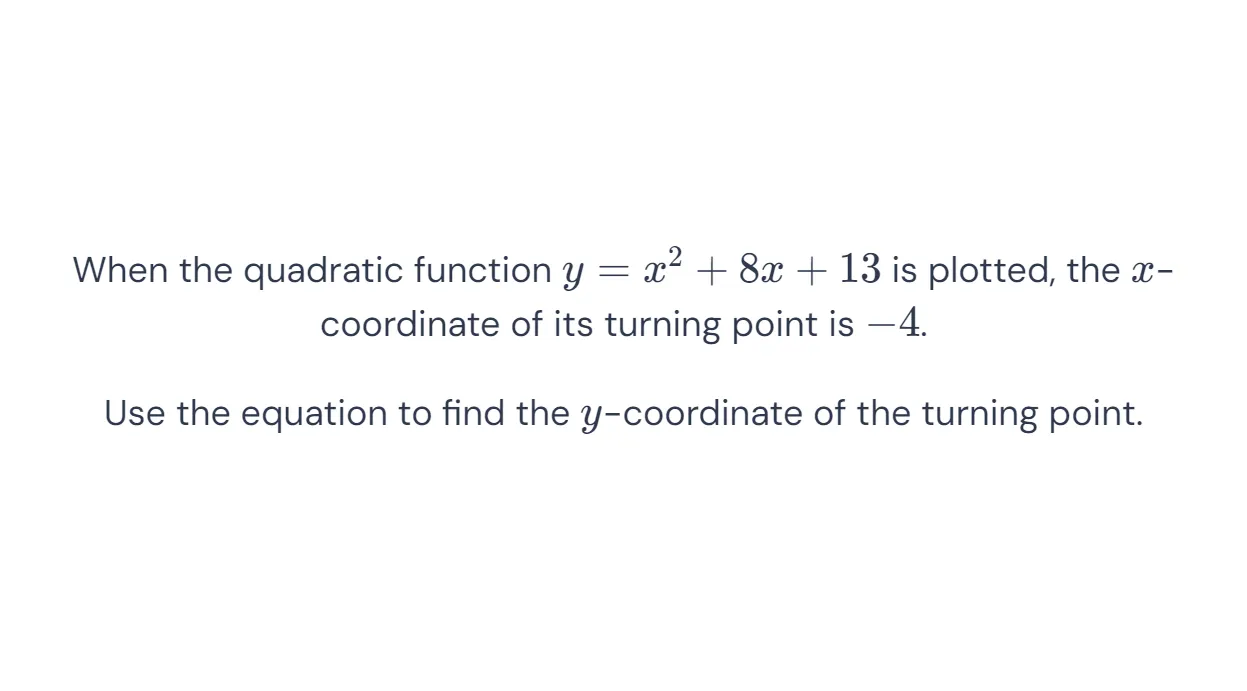 When the quadratic function y = x² + 8x + 13 is plotted, the x-
coordinate of its turning point is −4.
Use the equation to find the y-coordinate of the turning point.